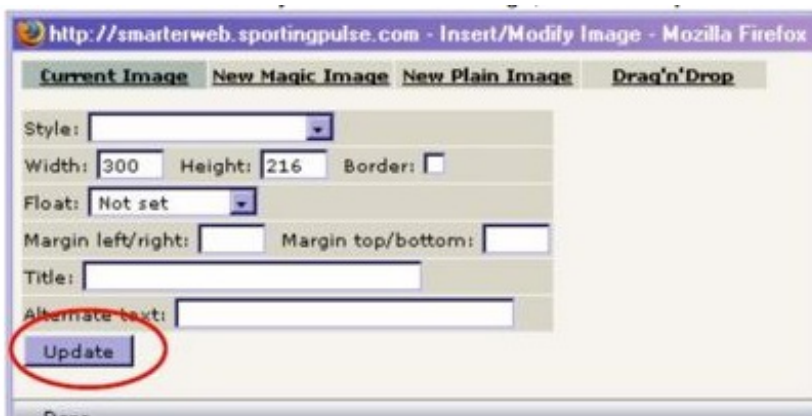 http://smarterweb.sportingpulse.com - Insert/Modify Image - Mozilla Firefox
Current Image New Magic Image New Plain Image Drag'n'Drop
Style:
Width: 300 Height: 216 Border:
Float: Not set
Margin left/right: Margin top/bottom:
Title:
Alternate text:
Update
Done